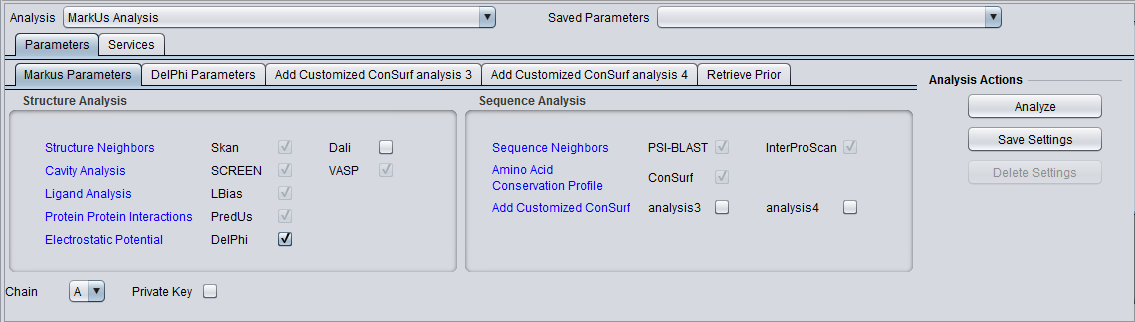 Analysis MarkUs Analysis Saved Parameters
Parameters Services
Markus Parameters DelPhi Parameters Add Customized ConSurf analysis 3 Add Customized ConSurf analysis 4 Retrieve Prior
Analysis Actions
Structure Analysis Sequence Analysis
Analyze
Structure Neighbors Skan Dali Sequence Neighbors PSI-BLAST InterProScan Save Settings
Cavity Analysis SCREEN VASP Amino Acid
Conservation Profile ConSurf Delete Settings
Ligand Analysis LBias
Protein Protein Interactions PredUs Add Customized ConSurf analysis3 analysis4
Electrostatic Potential DelPhi
Chain A Private Key